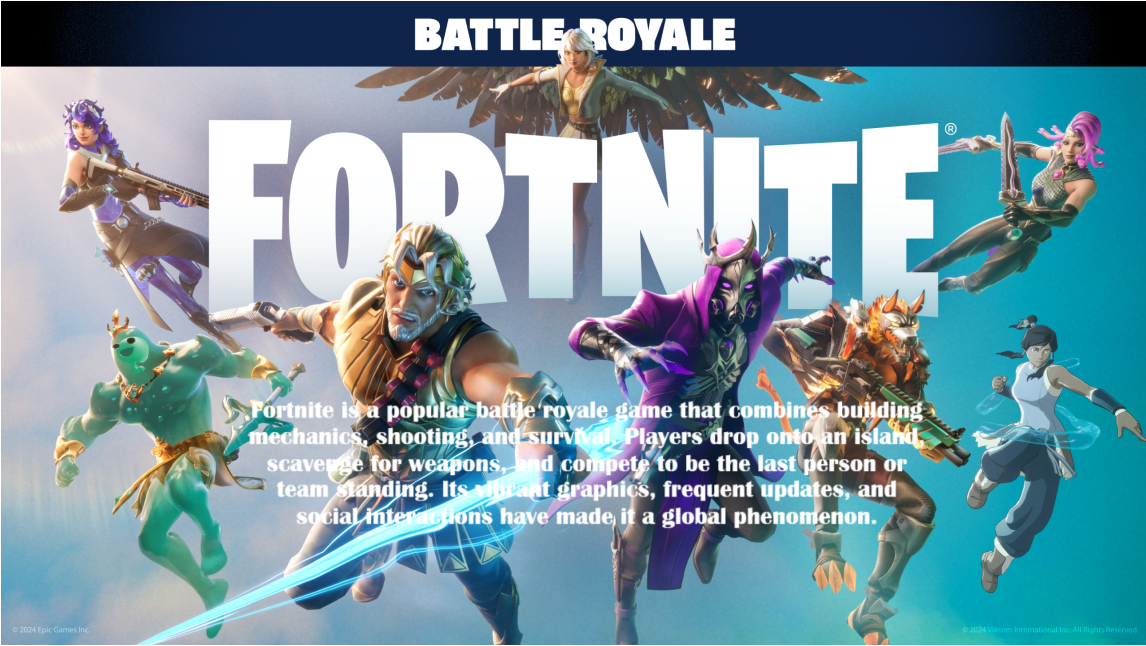 BATTLE ROYALE
FORTNITE®
Fortnite is a popular battle royale game that combines building
mechanics, shooting, and survival. Players drop onto an island,
scavenge for weapons, and compete to be the last person or
team standing. Its vibrant graphics, frequent updates, and
social interactions have made it a global phenomenon.
© 2024 Epic Games Inc.
© 2024 Viacom International Inc. All Rights Reserved.